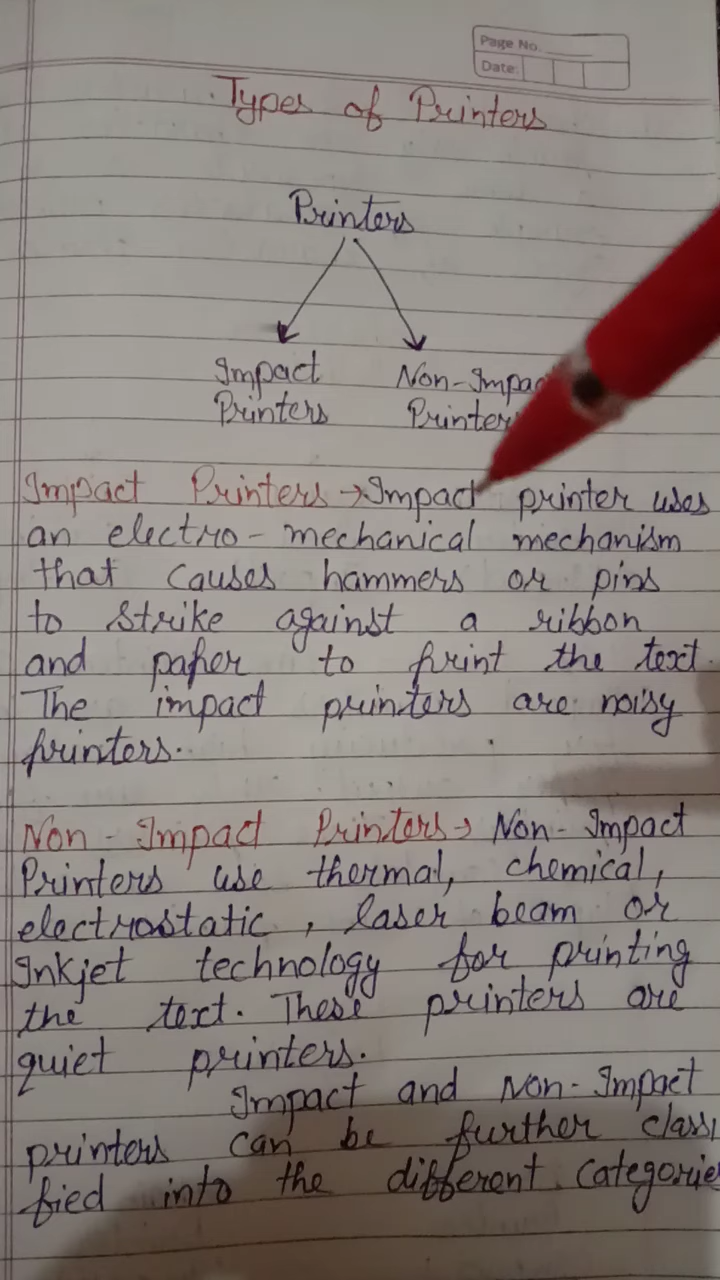 Page No.
Date:
Types of Printers
Printers
Impact Non-Impac
Printers Printer
Impact Printers → Impact printer uses
an electro-mechanical mechanism
that causes hammers or pins
to strike against a ribbon
and paper to print the text.
The impact printers are noisy
printers.
Non-Impact Printers → Non-Impact
Printers use thermal, chemical,
electrostatic, laser beam or
Inkjet technology for printing
the text. These printers are
quiet printers.
Impact and Non-Impact
printers can be further classi
fied into the different categorie